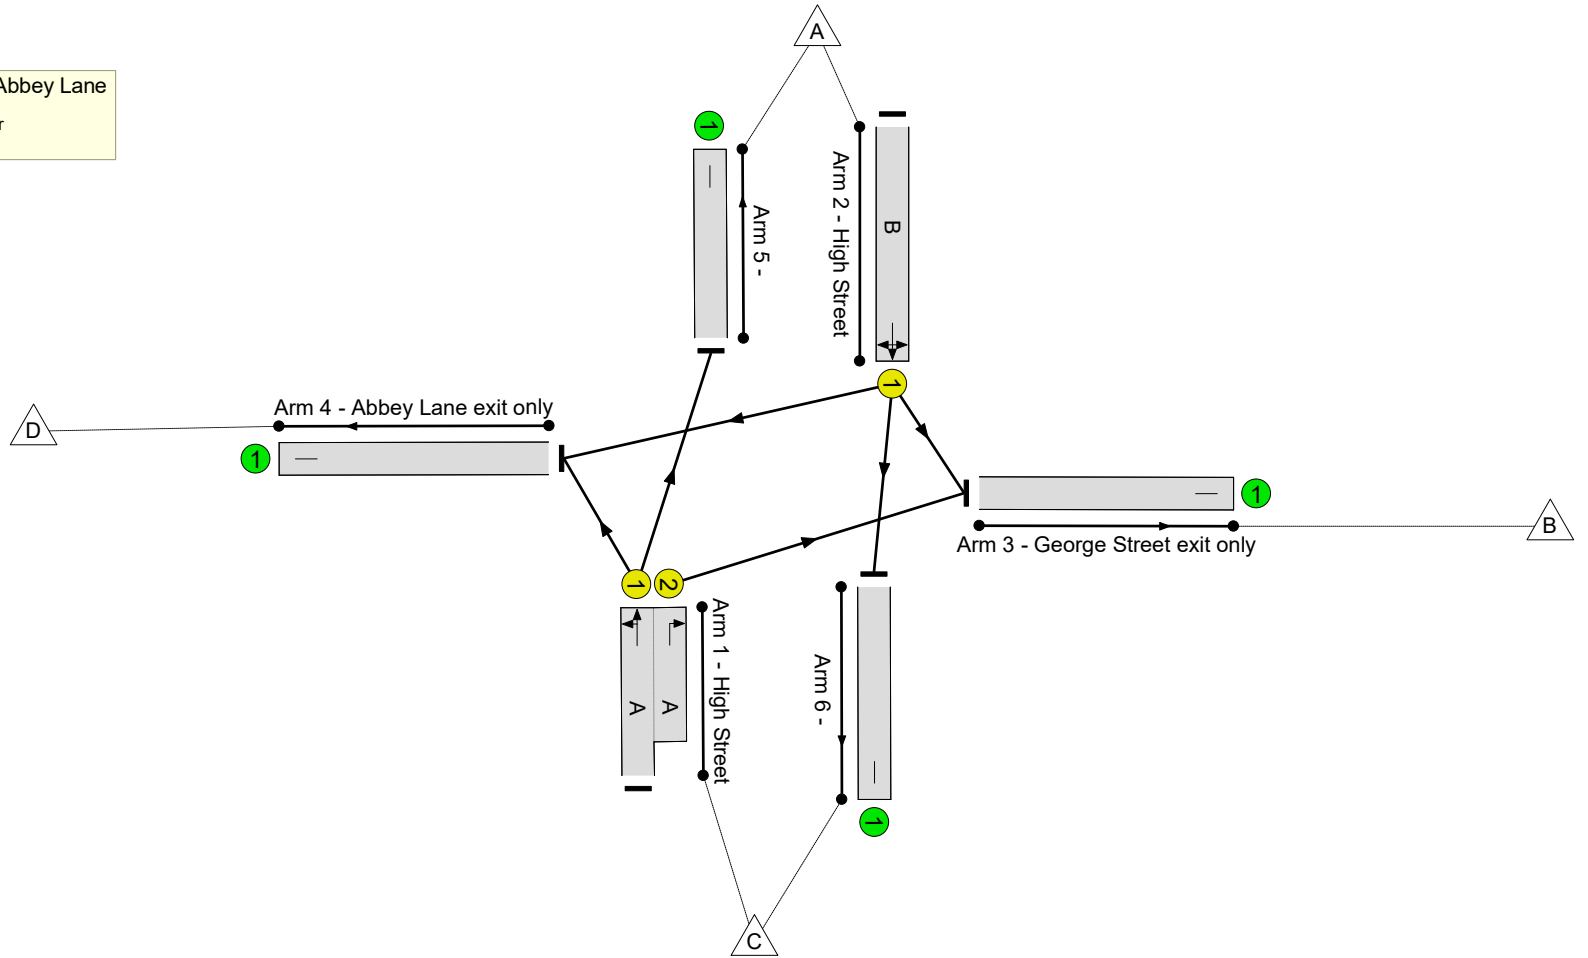 A
Abbey Lane
r
1
Arm 5 -
Arm 2 - High Street
B
1
Arm 4 - Abbey Lane exit only
D
1
1
B
Arm 3 - George Street exit only
1
2
A
A
Arm 1 - High Street
Arm 6 -
1
C